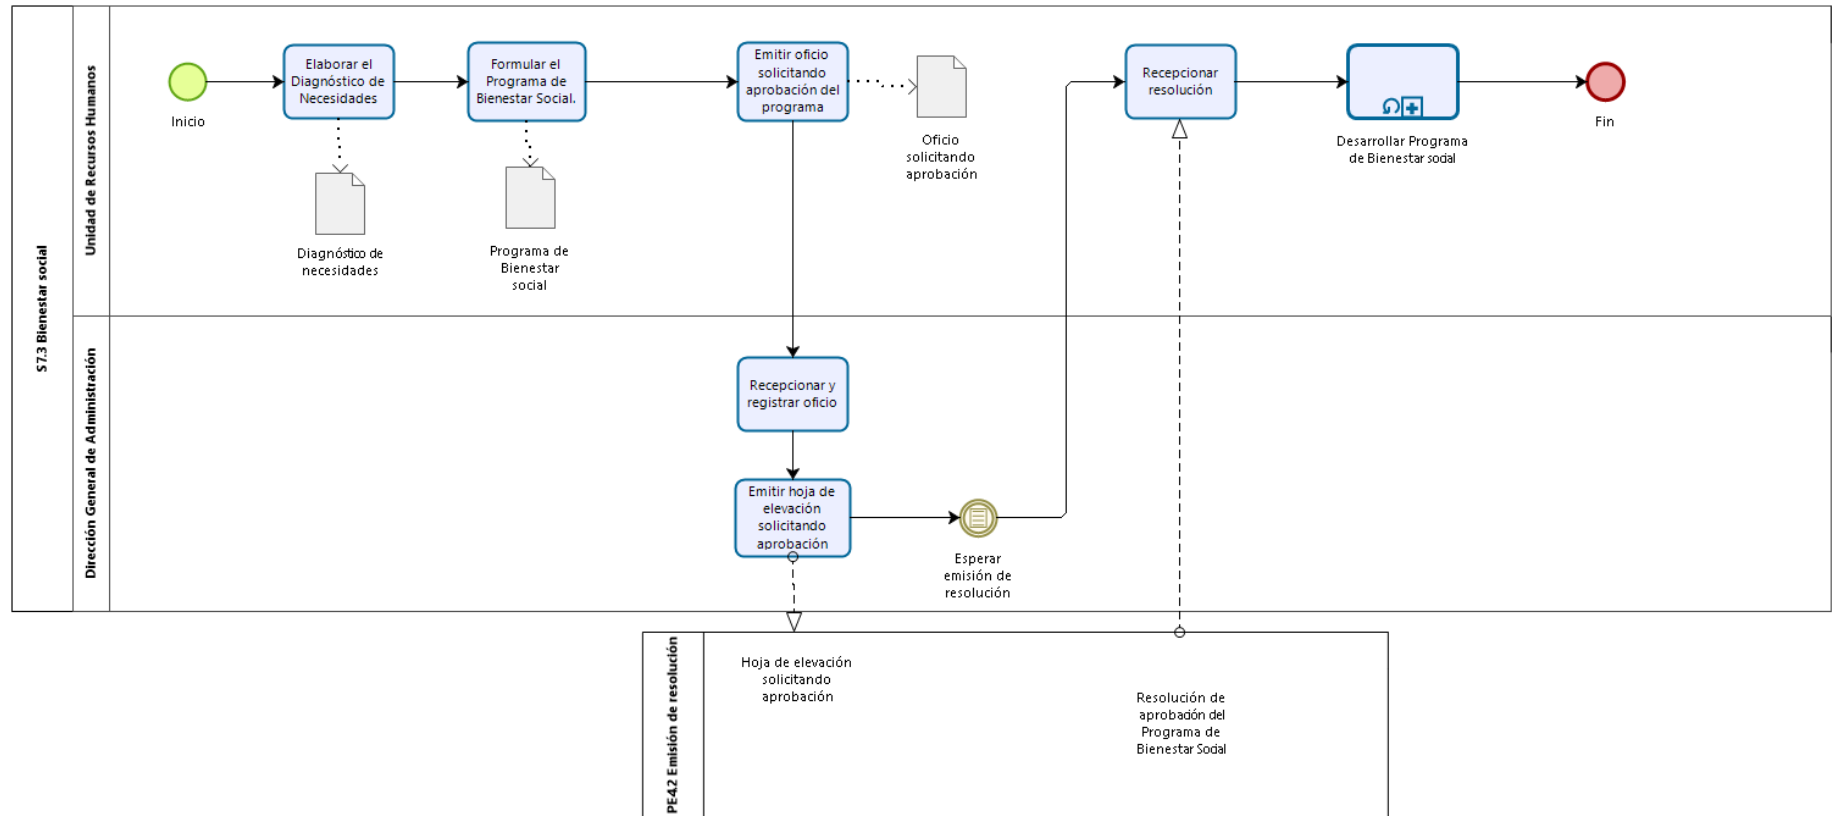 S7.3 Bienestar social
Unidad de Recursos Humanos
Inicio
Elaborar el
Diagnóstico de
Necesidades
Diagnóstico de
necesidades
Formular el
Programa de
Bienestar Social.
Programa de
Bienestar
social
Emitir oficio
solicitando
aprobación del
programa
Oficio
solicitando
aprobación
Recepcionar
resolución
Desarrollar Programa
de Bienestar social
Fin
Dirección General de Administración
Recepcionar y
registrar oficio
Emitir hoja de
elevación
solicitando
aprobación
Esperar
emisión de
resolución
PE4.2 Emisión de resolución
Hoja de elevación
solicitando
aprobación
Resolución de
aprobación del
Programa de
Bienestar Social